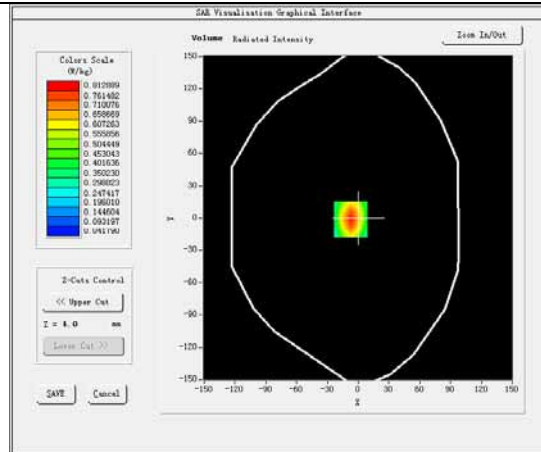 SAR Visualisation Graphical Interface
Volume Radiated Intensity
Zoom In/Out
Colors Scale
(W/kg)
0.812889
0.761482
0.710076
0.658669
0.607263
0.555856
0.504449
0.453043
0.401636
0.350230
0.298823
0.247417
0.196010
0.144604
0.093197
0.041790
150
120
90
60
30
0
-30
-60
-90
-120
-150
Y
-150 -120 -90 -60 -30 0 30 60 90 120 150
X
Z-Cuts Control
<< Upper Cut
Z = 4.0 mm
Lower Cut >>
SAVE Cancel